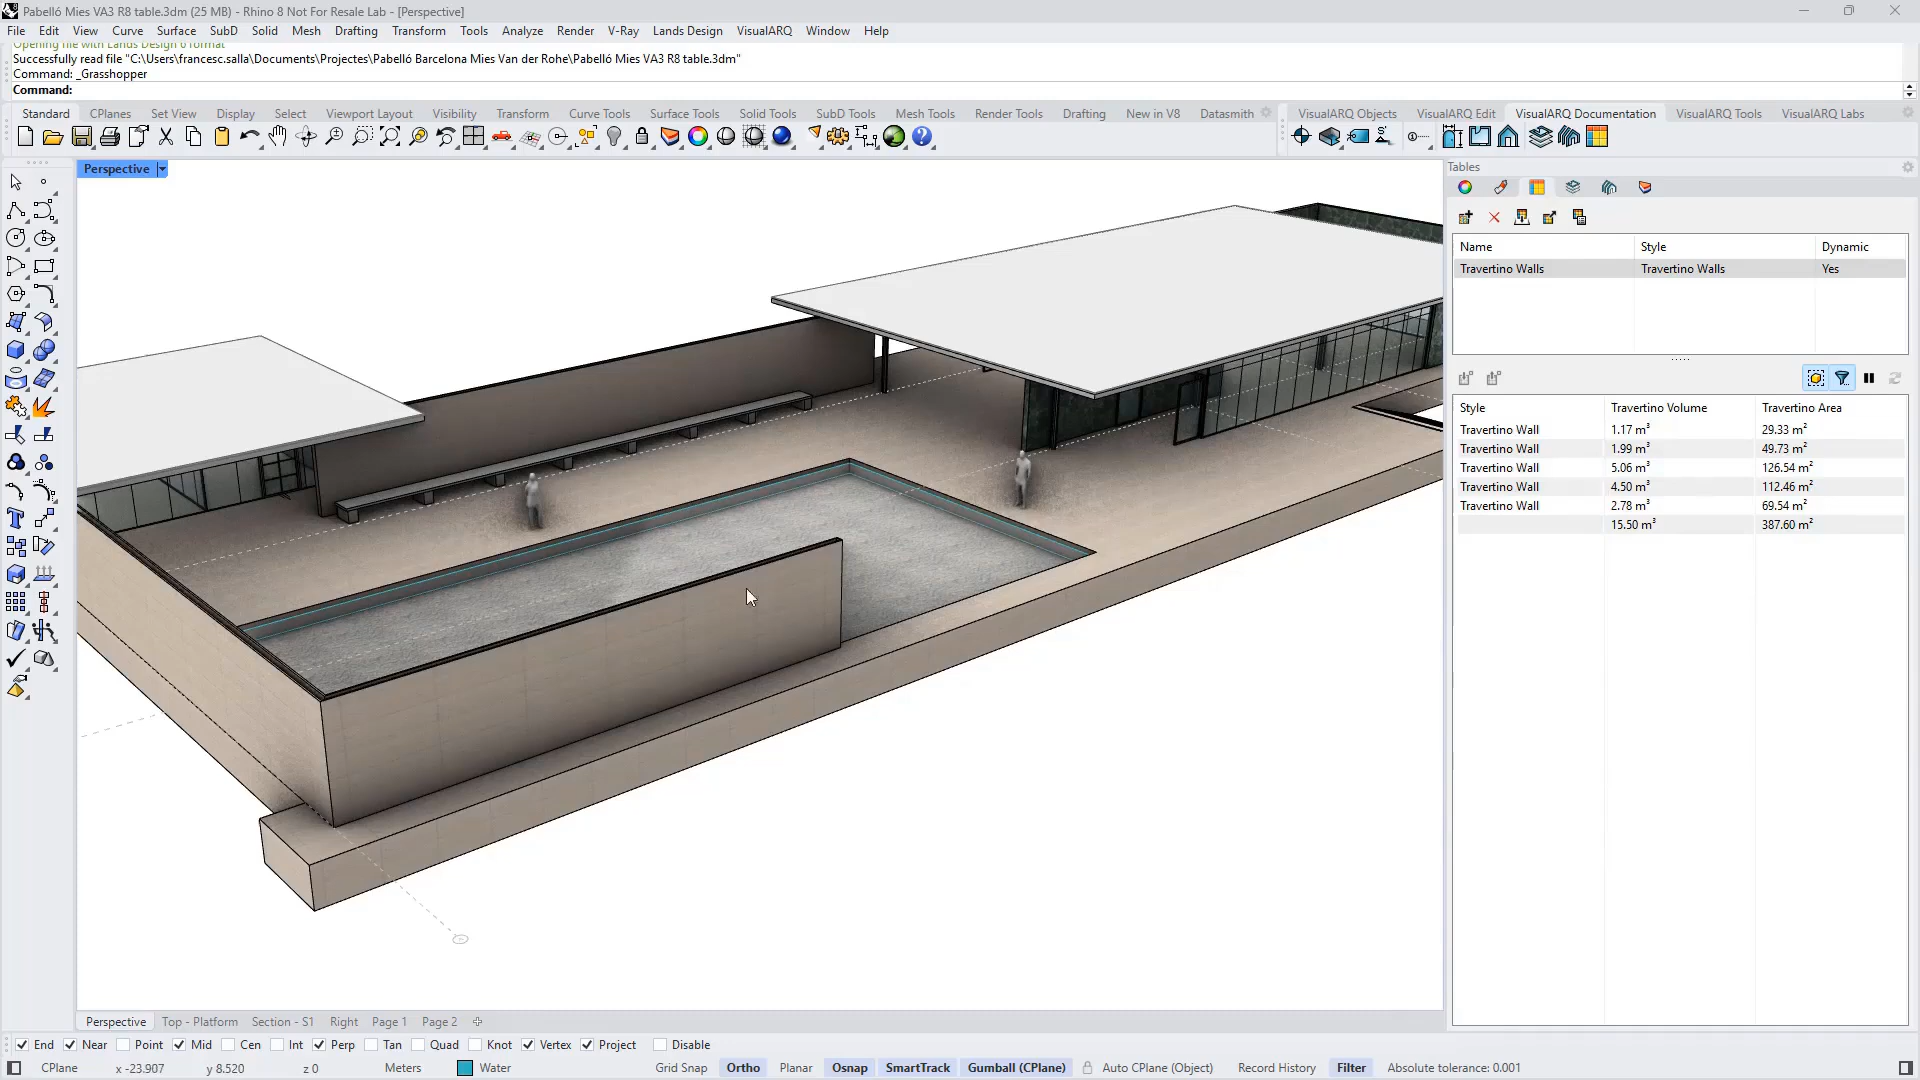 Pabelló Mies VA3 R8 table.3dm (25 MB) - Rhino 8 Not For Resale Lab - [Perspective]
File Edit View Curve Surface SubD Solid Mesh Drafting Transform Tools Analyze Render V-Ray Lands Design VisualARQ Window Help
Opening file with Lands Design 6 format
Successfully read file "C:\Users\francesc.salla\Documents\Projectes\Pabelló Barcelona Mies Van der Rohe\Pabelló Mies VA3 R8 table.3dm"
Command: _Grasshopper
Command:
Standard CPlanes Set View Display Select Viewport Layout Visibility Transform Curve Tools Surface Tools Solid Tools SubD Tools Mesh Tools Render Tools Drafting New in V8 Datasmith VisualARQ Objects VisualARQ Edit VisualARQ Documentation VisualARQ Tools VisualARQ Labs
Perspective
Tables
Name Style Dynamic
Travertino Walls Travertino Walls Yes
Style Travertino Volume Travertino Area
Travertino Wall 1.17 m³ 29.33 m²
Travertino Wall 1.99 m³ 49.73 m²
Travertino Wall 5.06 m³ 126.54 m²
Travertino Wall 4.50 m³ 112.46 m²
Travertino Wall 2.78 m³ 69.54 m²
15.50 m³ 387.60 m²
Perspective Top - Platform Section - S1 Right Page 1 Page 2
End Near Point Mid Cen Int Perp Tan Quad Knot Vertex Project Disable
CPlane x -23.907 y 8.520 z 0 Meters Water Grid Snap Ortho Planar Osnap SmartTrack Gumball (CPlane) Auto CPlane (Object) Record History Filter Absolute tolerance: 0.001